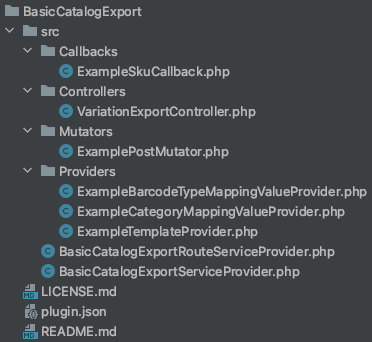 BasicCatalogExport
src
Callbacks
ExampleSkuCallback.php
Controllers
VariationExportController.php
Mutators
ExamplePostMutator.php
Providers
ExampleBarcodeTypeMappingValueProvider.php
ExampleCategoryMappingValueProvider.php
ExampleTemplateProvider.php
BasicCatalogExportRouteServiceProvider.php
BasicCatalogExportServiceProvider.php
LICENSE.md
plugin.json
README.md